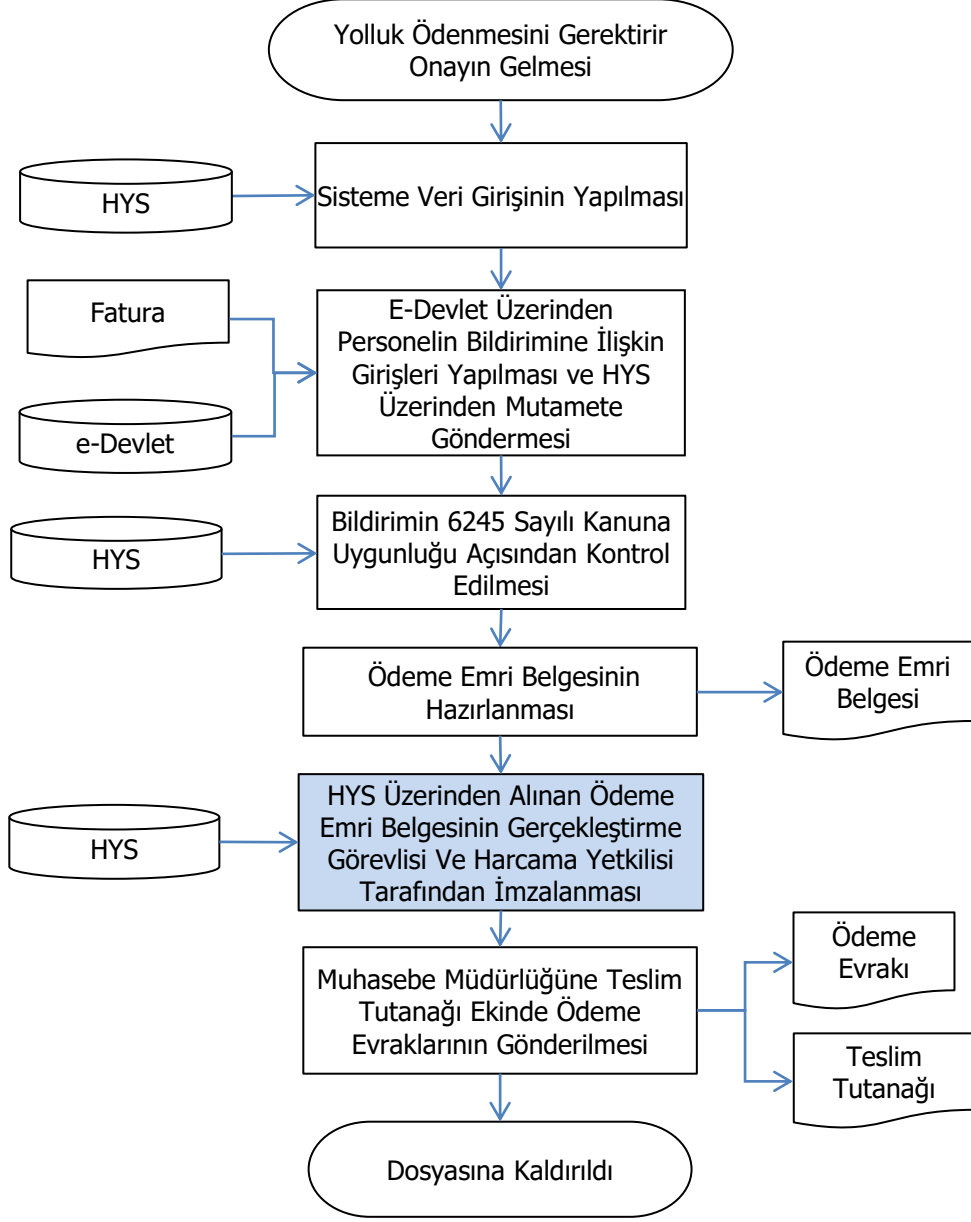 Yolluk Ödenmesini Gerektirir
Onayın Gelmesi
HYS
Sisteme Veri Girişinin Yapılması
Fatura
e-Devlet
E-Devlet Üzerinden
Personelin Bildirimine İlişkin
Girişleri Yapılması ve HYS
Üzerinden Mutamete
Göndermesi
HYS
Bildirimin 6245 Sayılı Kanuna
Uygunluğu Açısından Kontrol
Edilmesi
Ödeme Emri Belgesinin
Hazırlanması
Ödeme Emri
Belgesi
HYS
HYS Üzerinden Alınan Ödeme
Emri Belgesinin Gerçekleştirme
Görevlisi Ve Harcama Yetkilisi
Tarafından İmzalanması
Muhasebe Müdürlüğüne Teslim
Tutanağı Ekinde Ödeme
Evraklarının Gönderilmesi
Ödeme
Evrakı
Teslim
Tutanağı
Dosyasına Kaldırıldı